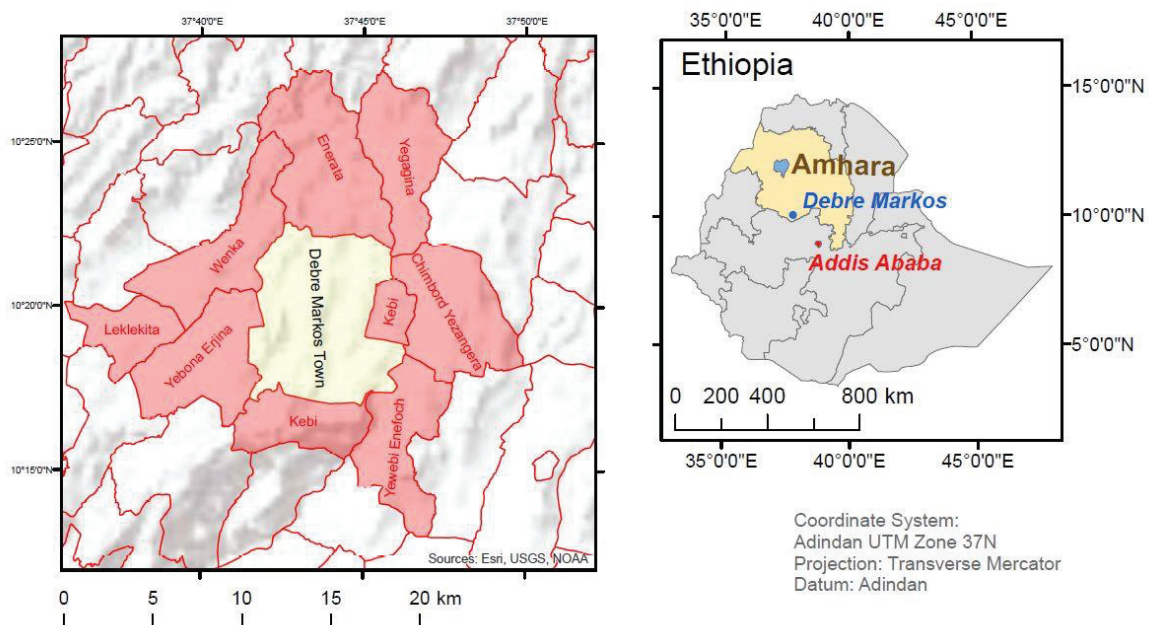 37°40'0"E
37°45'0"E
37°50'0"E
10°25'0"N
10°20'0"N
10°15'0"N
Enerata
Yegagina
Wenka
Debre Markos Town
Kebi
Chimbord Yezangera
Leklekita
Yebona Erjina
Kebi
Yewebi Enefoch
Sources: Esri, USGS, NOAA
0 5 10 15 20 km
35°0'0"E 40°0'0"E 45°0'0"E
Ethiopia
15°0'0"N
Amhara
Debre Markos
10°0'0"N
Addis Ababa
5°0'0"N
0 200 400 800 km
35°0'0"E 40°0'0"E 45°0'0"E
Coordinate System:
Adindan UTM Zone 37N
Projection: Transverse Mercator
Datum: Adindan